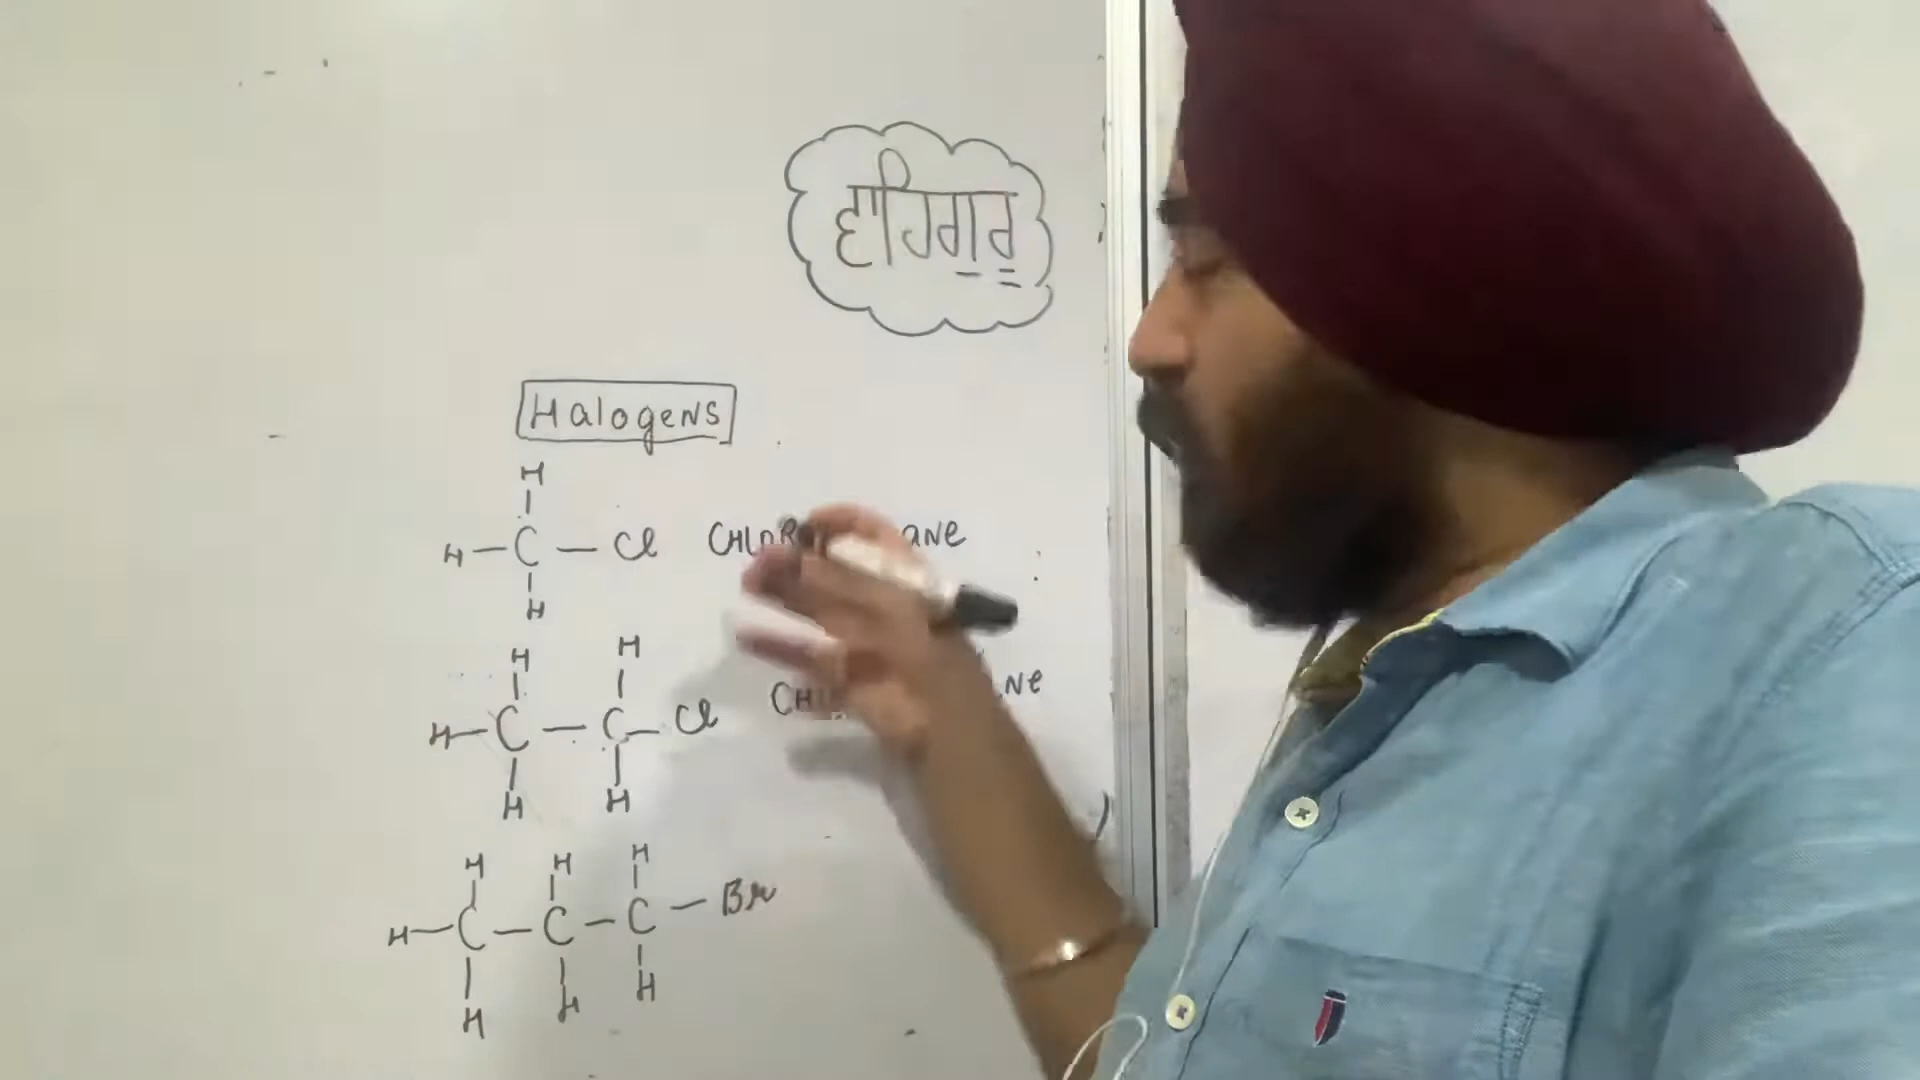 ਵਾਹਿਗੁਰੂ
Halogens
H
H — C — Cl
H
H H
H — C — C — Cl
H H
H H H
H — C — C — C — Br
H H H